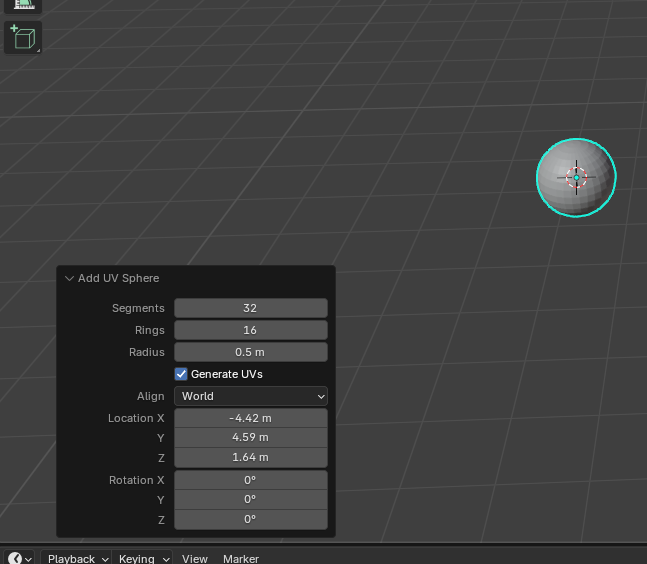 Add UV Sphere
Segments 32
Rings 16
Radius 0.5 m
Generate UVs
Align World
Location X -4.42 m
Y 4.59 m
Z 1.64 m
Rotation X 0°
Y 0°
Z 0°
Playback Keying View Marker